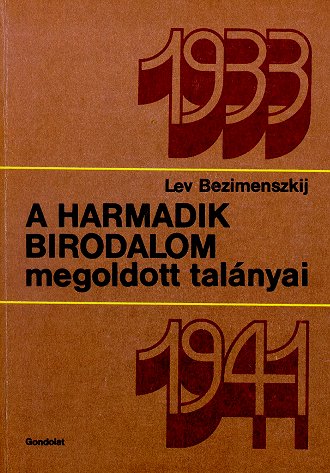 1933
Lev Bezimenszkij
A HARMADIK
BIRODALOM
megoldott talányai
1941
Gondolat